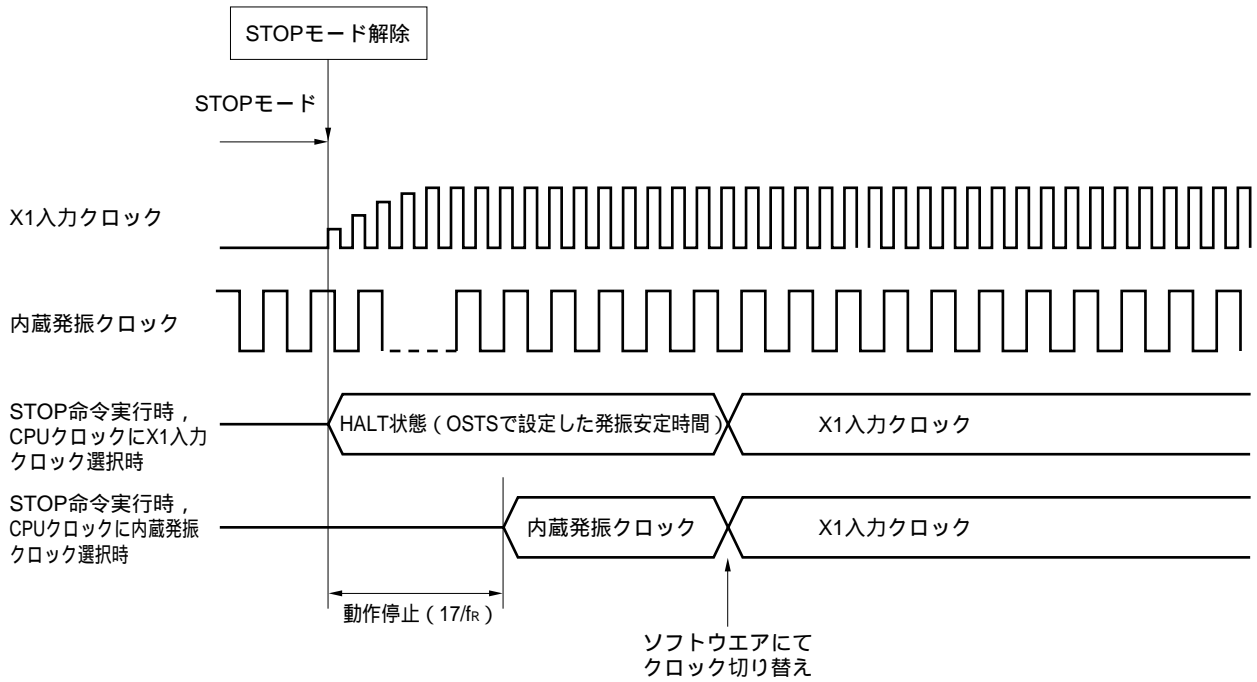 STOPモード解除
STOPモード
X1入力クロック
内蔵発振クロック
STOP命令実行時，
CPUクロックにX1入力
クロック選択時
HALT状態（OSTSで設定した発振安定時間）
X1入力クロック
STOP命令実行時，
CPUクロックに内蔵発振
クロック選択時
内蔵発振クロック
X1入力クロック
動作停止（17/fR）
ソフトウエアにて
クロック切り替え